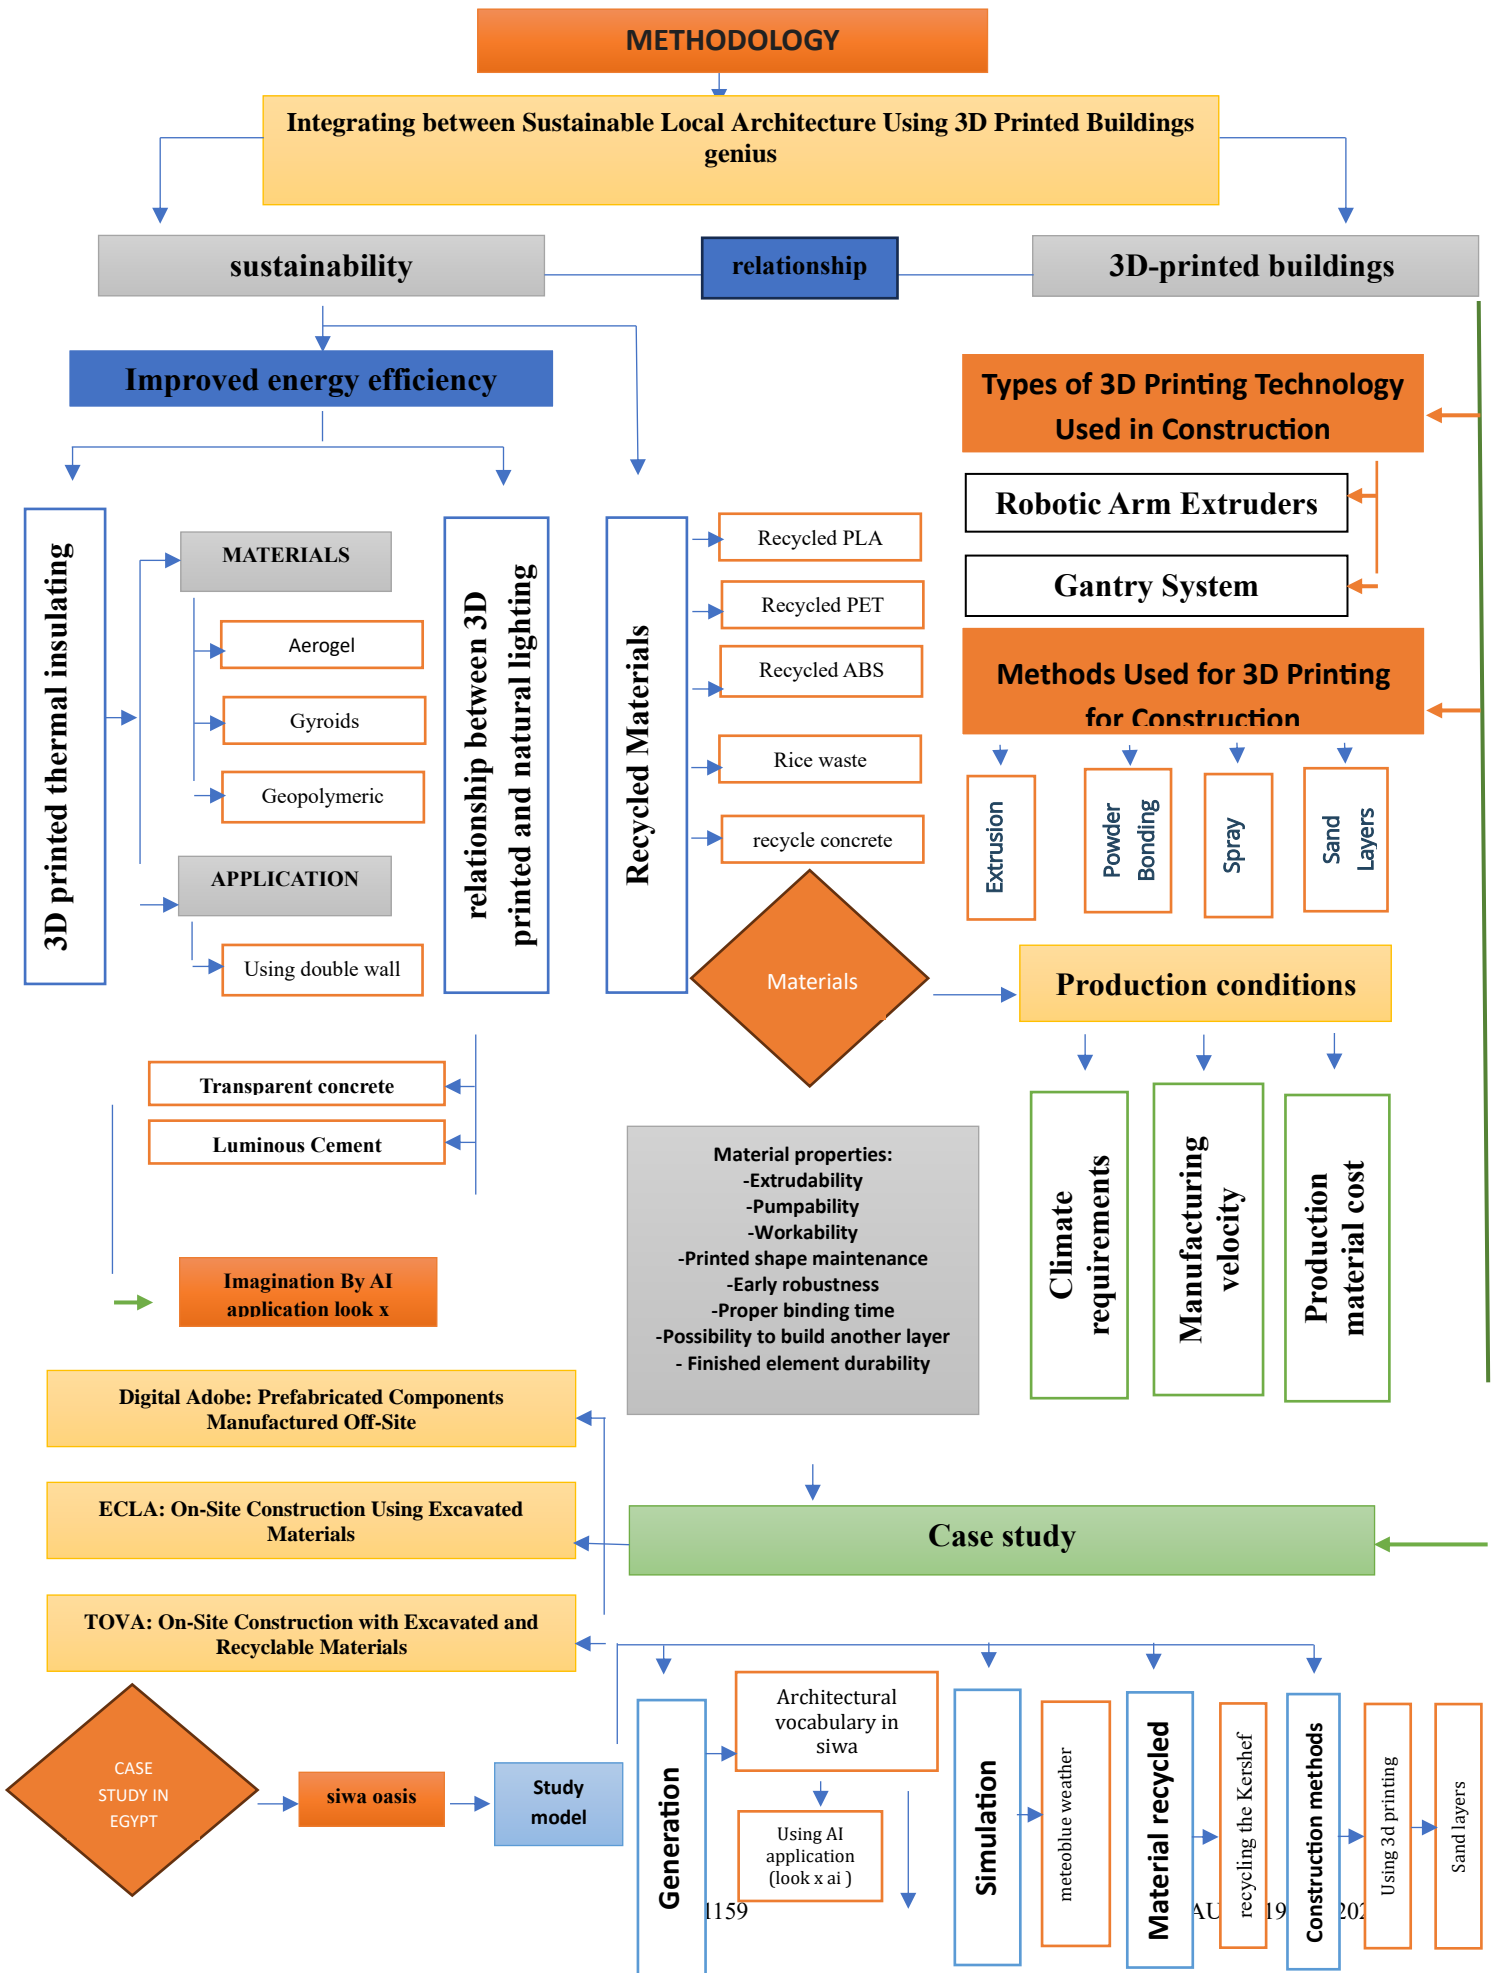 METHODOLOGY
Integrating between Sustainable Local Architecture Using 3D Printed Buildings
genius
sustainability
relationship
3D-printed buildings
Improved energy efficiency
Types of 3D Printing Technology
Used in Construction
Robotic Arm Extruders
Gantry System
Methods Used for 3D Printing
for Construction
Extrusion
Powder
Bonding
Spray
Sand
Layers
3D printed thermal insulating
MATERIALS
Aerogel
Gyroids
Geopolymeric
APPLICATION
Using double wall
relationship between 3D
printed and natural lighting
Recycled Materials
Recycled PLA
Recycled PET
Recycled ABS
Rice waste
recycle concrete
Materials
Production conditions
Climate
requirements
Manufacturing
velocity
Production
material cost
Transparent concrete
Luminous Cement
Imagination By AI
application look x
Material properties:
-Extrudability
-Pumpability
-Workability
-Printed shape maintenance
-Early robustness
-Proper binding time
-Possibility to build another layer
- Finished element durability
Digital Adobe: Prefabricated Components
Manufactured Off-Site
ECLA: On-Site Construction Using Excavated
Materials
TOVA: On-Site Construction with Excavated and
Recyclable Materials
Case study
CASE
STUDY IN
EGYPT
siwa oasis
Study
model
Generation
Architectural
vocabulary in
siwa
Using AI
application
(look x ai )
Simulation
meteoblue weather
Material recycled
recycling the Kershef
Construction methods
Using 3d printing
Sand layers
1159
AU
19
202